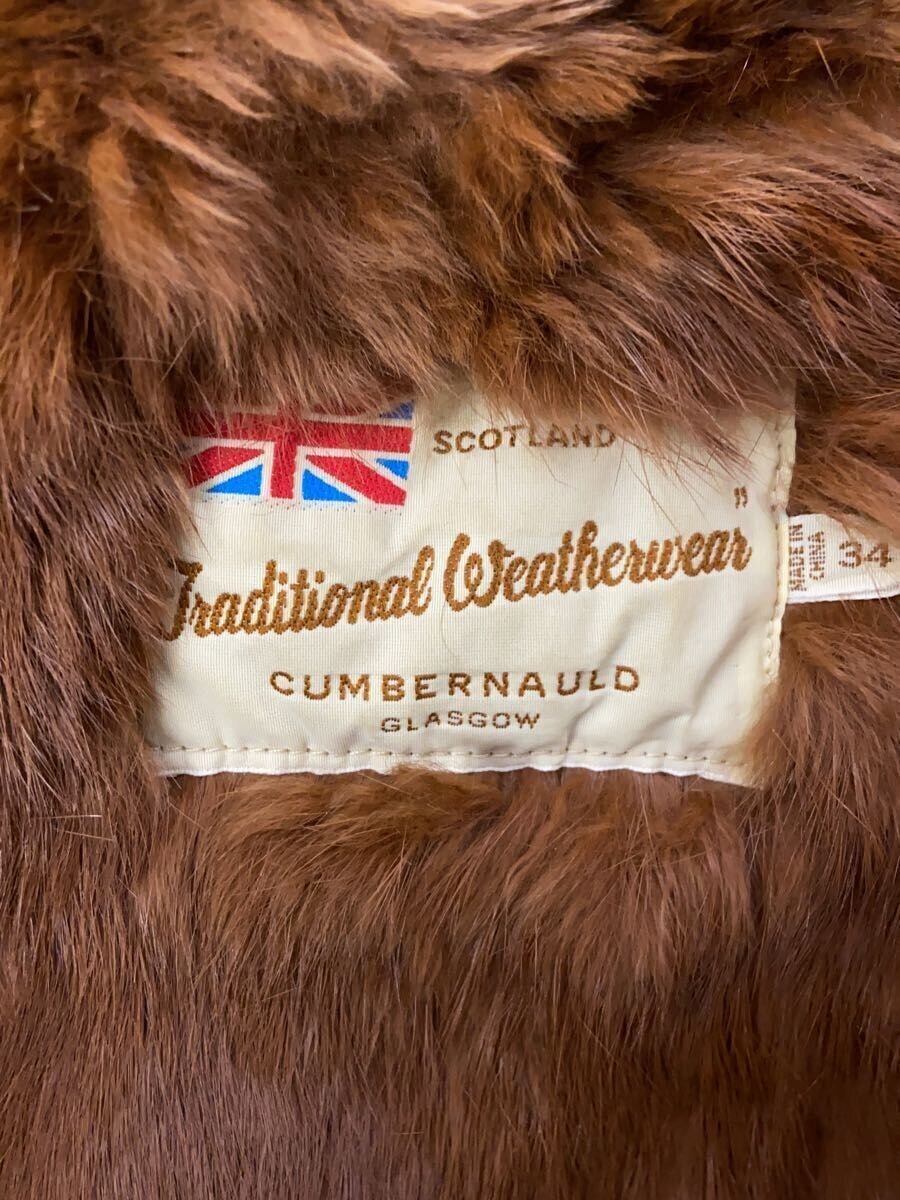 SCOTLAND
Traditional Weatherwear"
CUMBERNAULD
GLASGOW
MADE IN
CHINA
34